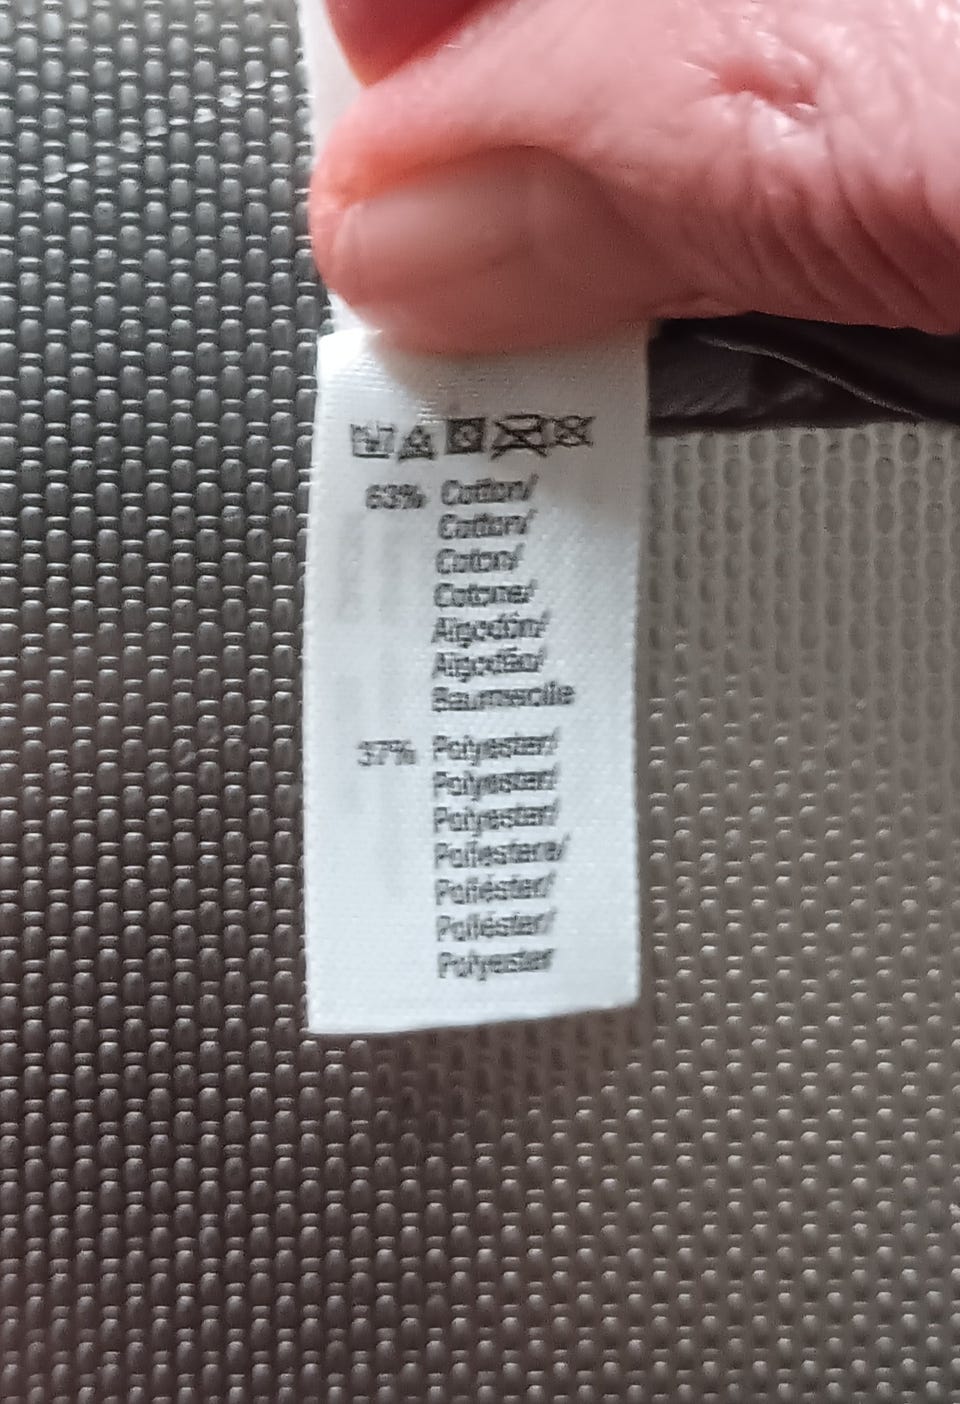 63% Cotton/
Cotton/
Coton/
Cotone/
Algodón/
Algodão/
Baumwolle
37% Polyester/
Polyester/
Polyester/
Poliestere/
Poliéster/
Poliéster/
Polyester